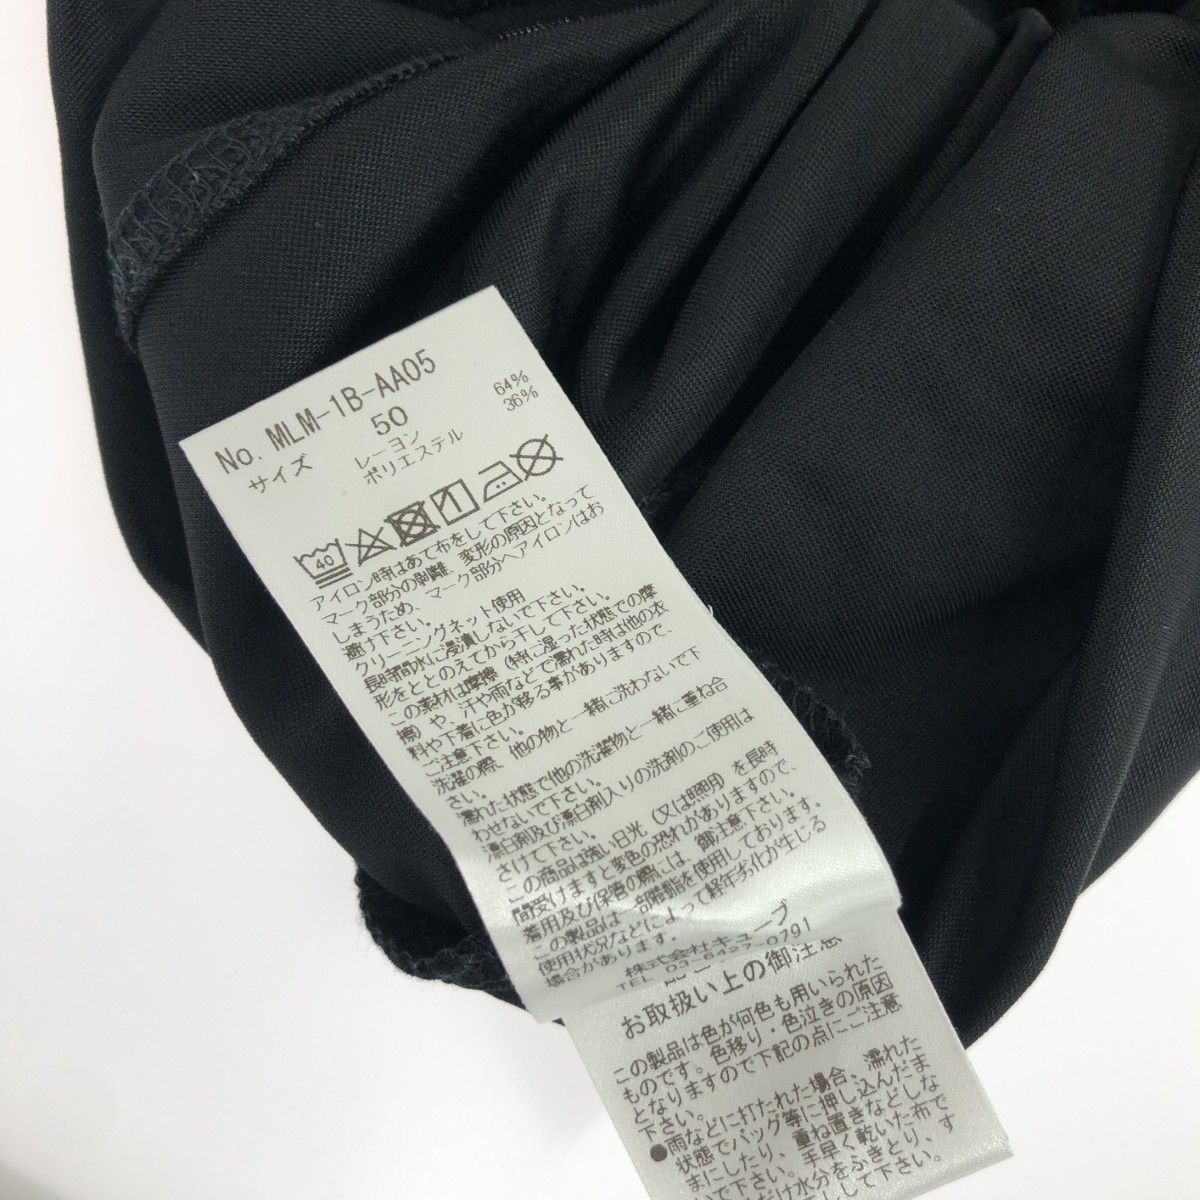 No. MLM-1B-AA05
サイズ 50
レーヨン 64%
ポリエステル 36%
40
アイロン時はあて布をして下さい。
マーク部分の剥離、変形の原因となって
しまうため、マーク部分へアイロンはお
避け下さい。
クリーニングネット使用
長時間水に浸漬しないで下さい。
形をととのえてから干して下さい。
この素材は摩擦(特に湿った状態での摩
擦)や、汗や雨などで濡れた時は他の衣
料や下着に色が移る事がありますので、
ご注意下さい。
洗濯の際、他の物と一緒に洗わないで下
さい。
濡れた状態で他の洗濯物と一緒に重ね合
わせないで下さい。
漂白剤及び漂白剤入りの洗剤のご使用は
さけて下さい。
この商品は強い日光(又は照明)を長時
間受けますと変色の恐れがありますので、
着用及び保管の際には、御注意下さい。
この製品は一部樹脂を使用しております。
使用状況などによって経年劣化が生じる
場合があります。
株式会社キューブ
TEL 03-6427-0791
お取扱い上の御注意
この製品は色が何色も用いられた
ものです。色移り・色泣きの原因
となりますので下記の点にご注意
下さい。
●雨などに打たれた場合、濡れた
状態でバッグ等に押し込んだま
まにしたり、重ね置きなどしな